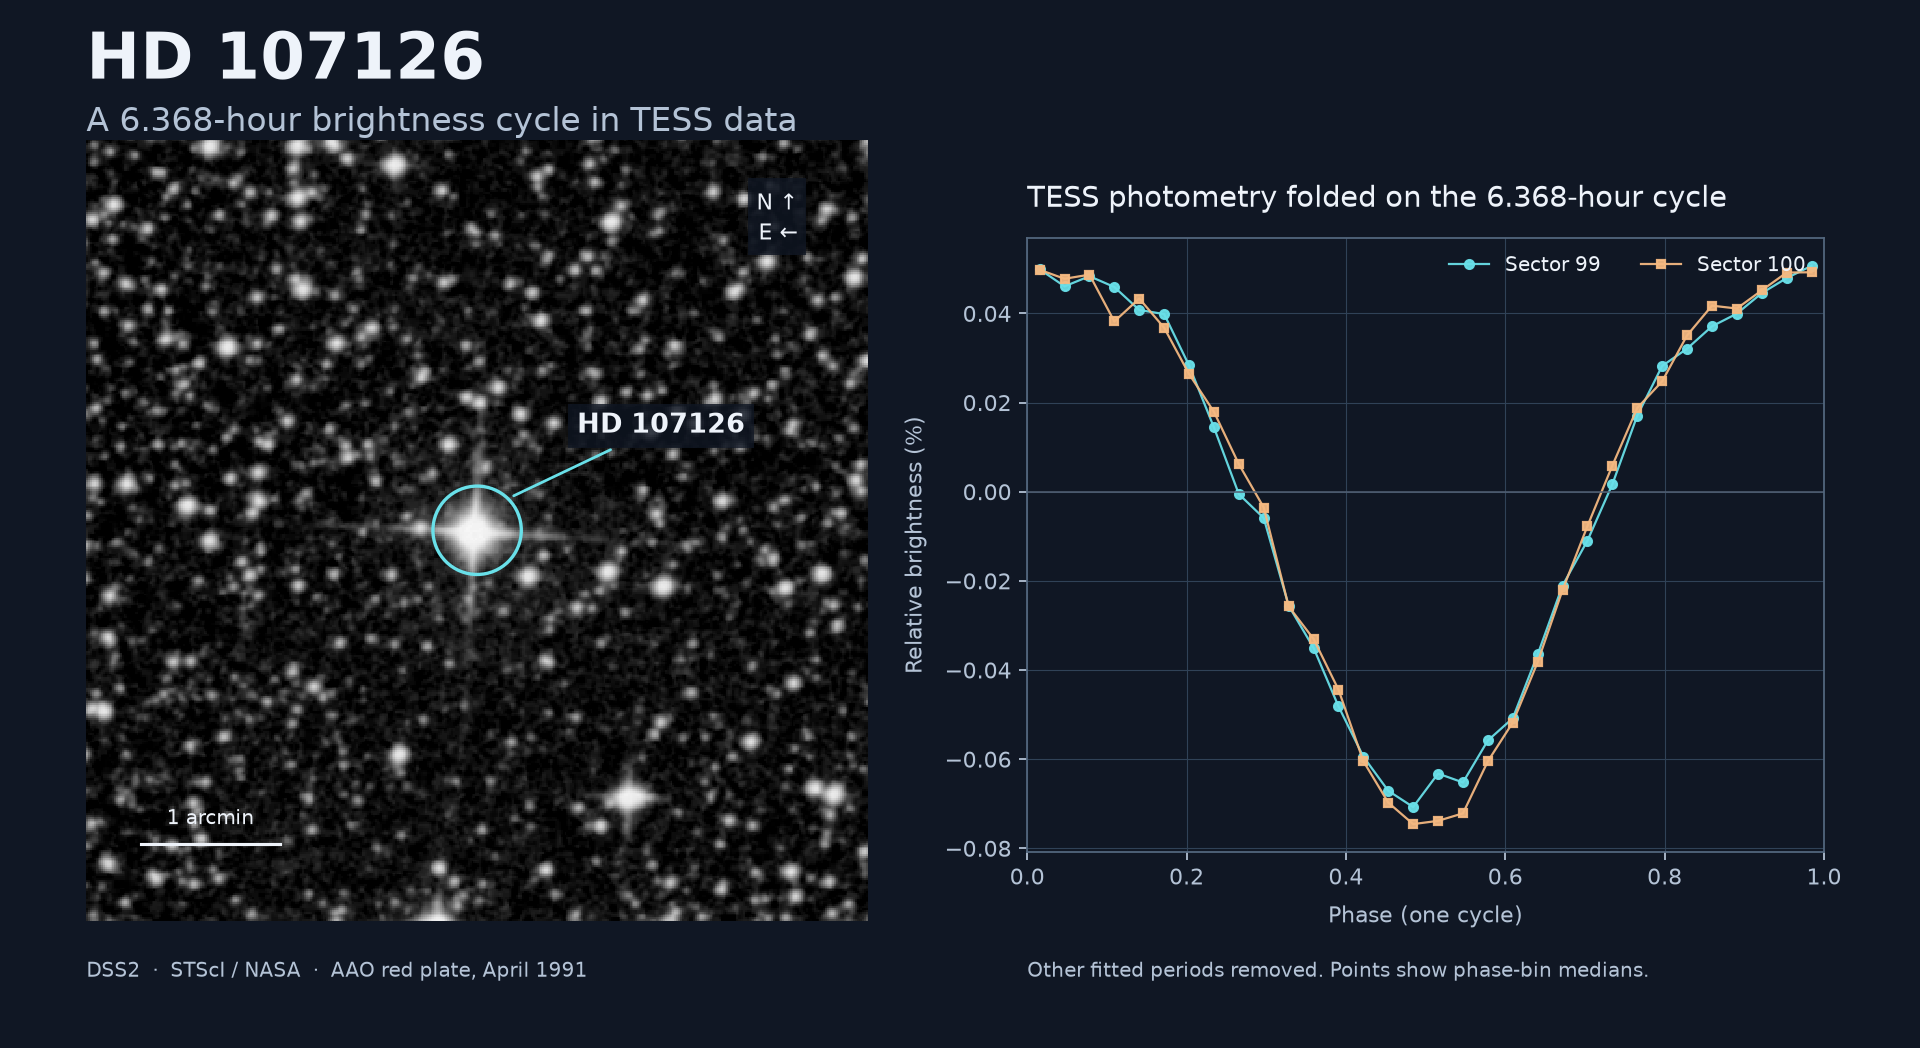 HD 107126
A 6.368-hour brightness cycle in TESS data
N ↑
E ←
HD 107126
1 arcmin
DSS2 · STScI / NASA · AAO red plate, April 1991
TESS photometry folded on the 6.368-hour cycle
Sector 99
Sector 100
Relative brightness (%)
0.04
0.02
0.00
−0.02
−0.04
−0.06
−0.08
0.0
0.2
0.4
0.6
0.8
1.0
Phase (one cycle)
Other fitted periods removed. Points show phase-bin medians.